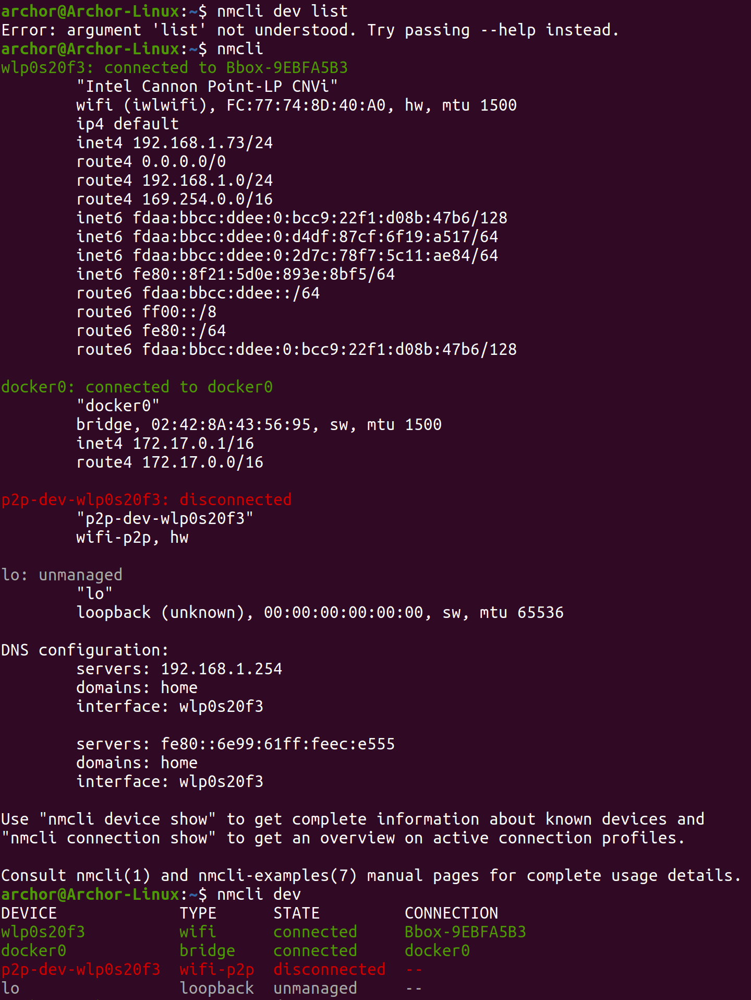 archor@Archor-Linux:~$ nmcli dev list
Error: argument 'list' not understood. Try passing --help instead.
archor@Archor-Linux:~$ nmcli
wlp0s20f3: connected to Bbox-9EBFA5B3
"Intel Cannon Point-LP CNVi"
wifi (iwlwifi), FC:77:74:8D:40:A0, hw, mtu 1500
ip4 default
inet4 192.168.1.73/24
route4 0.0.0.0/0
route4 192.168.1.0/24
route4 169.254.0.0/16
inet6 fdaa:bbcc:ddee:0:bcc9:22f1:d08b:47b6/128
inet6 fdaa:bbcc:ddee:0:d4df:87cf:6f19:a517/64
inet6 fdaa:bbcc:ddee:0:2d7c:78f7:5c11:ae84/64
inet6 fe80::8f21:5d0e:893e:8bf5/64
route6 fdaa:bbcc:ddee::/64
route6 ff00::/8
route6 fe80::/64
route6 fdaa:bbcc:ddee:0:bcc9:22f1:d08b:47b6/128
docker0: connected to docker0
"docker0"
bridge, 02:42:8A:43:56:95, sw, mtu 1500
inet4 172.17.0.1/16
route4 172.17.0.0/16
p2p-dev-wlp0s20f3: disconnected
"p2p-dev-wlp0s20f3"
wifi-p2p, hw
lo: unmanaged
"lo"
loopback (unknown), 00:00:00:00:00:00, sw, mtu 65536
DNS configuration:
servers: 192.168.1.254
domains: home
interface: wlp0s20f3
servers: fe80::6e99:61ff:feec:e555
domains: home
interface: wlp0s20f3
Use "nmcli device show" to get complete information about known devices and
"nmcli connection show" to get an overview on active connection profiles.
Consult nmcli(1) and nmcli-examples(7) manual pages for complete usage details.
archor@Archor-Linux:~$ nmcli dev
DEVICE TYPE STATE CONNECTION
wlp0s20f3 wifi connected Bbox-9EBFA5B3
docker0 bridge connected docker0
p2p-dev-wlp0s20f3 wifi-p2p disconnected --
lo loopback unmanaged --